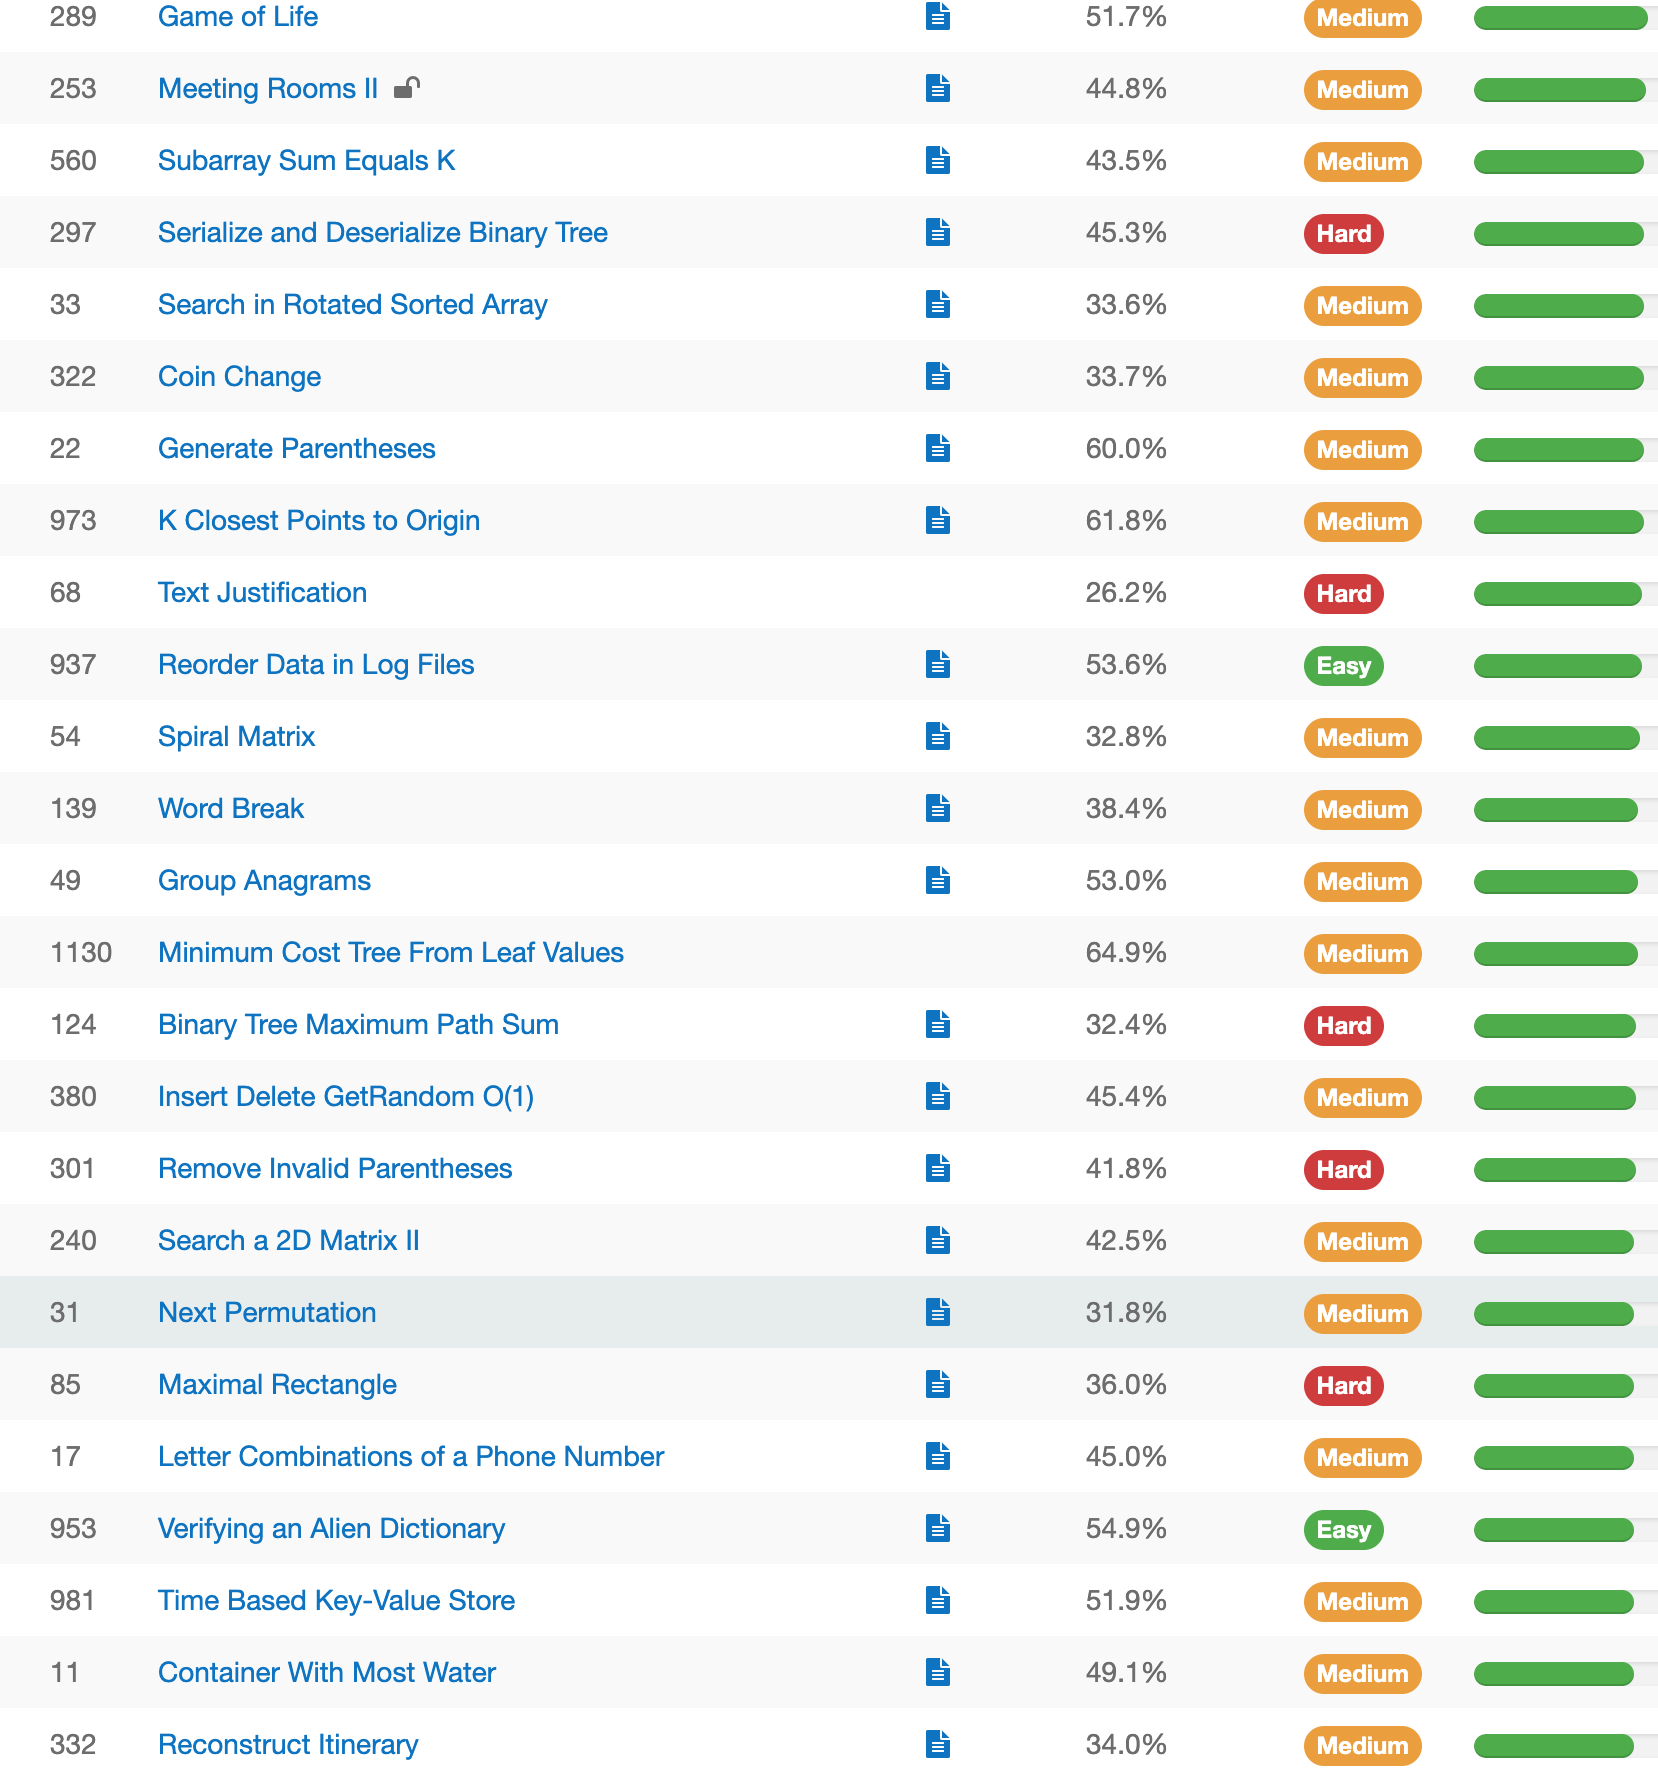 289 Game of Life 51.7% Medium
253 Meeting Rooms II 44.8% Medium
560 Subarray Sum Equals K 43.5% Medium
297 Serialize and Deserialize Binary Tree 45.3% Hard
33 Search in Rotated Sorted Array 33.6% Medium
322 Coin Change 33.7% Medium
22 Generate Parentheses 60.0% Medium
973 K Closest Points to Origin 61.8% Medium
68 Text Justification 26.2% Hard
937 Reorder Data in Log Files 53.6% Easy
54 Spiral Matrix 32.8% Medium
139 Word Break 38.4% Medium
49 Group Anagrams 53.0% Medium
1130 Minimum Cost Tree From Leaf Values 64.9% Medium
124 Binary Tree Maximum Path Sum 32.4% Hard
380 Insert Delete GetRandom O(1) 45.4% Medium
301 Remove Invalid Parentheses 41.8% Hard
240 Search a 2D Matrix II 42.5% Medium
31 Next Permutation 31.8% Medium
85 Maximal Rectangle 36.0% Hard
17 Letter Combinations of a Phone Number 45.0% Medium
953 Verifying an Alien Dictionary 54.9% Easy
981 Time Based Key-Value Store 51.9% Medium
11 Container With Most Water 49.1% Medium
332 Reconstruct Itinerary 34.0% Medium